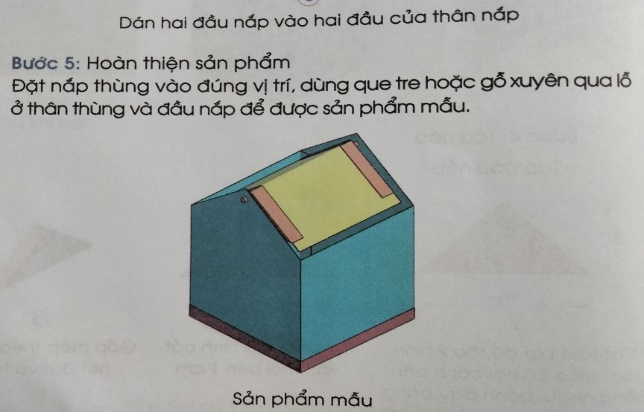 Dán hai đầu nắp vào hai đầu của thân nắp
Bước 5: Hoàn thiện sản phẩm
Đặt nắp thùng vào đúng vị trí, dùng que tre hoặc gỗ xuyên qua lỗ
ở thân thùng và đầu nắp để được sản phẩm mẫu.
Sản phẩm mẫu